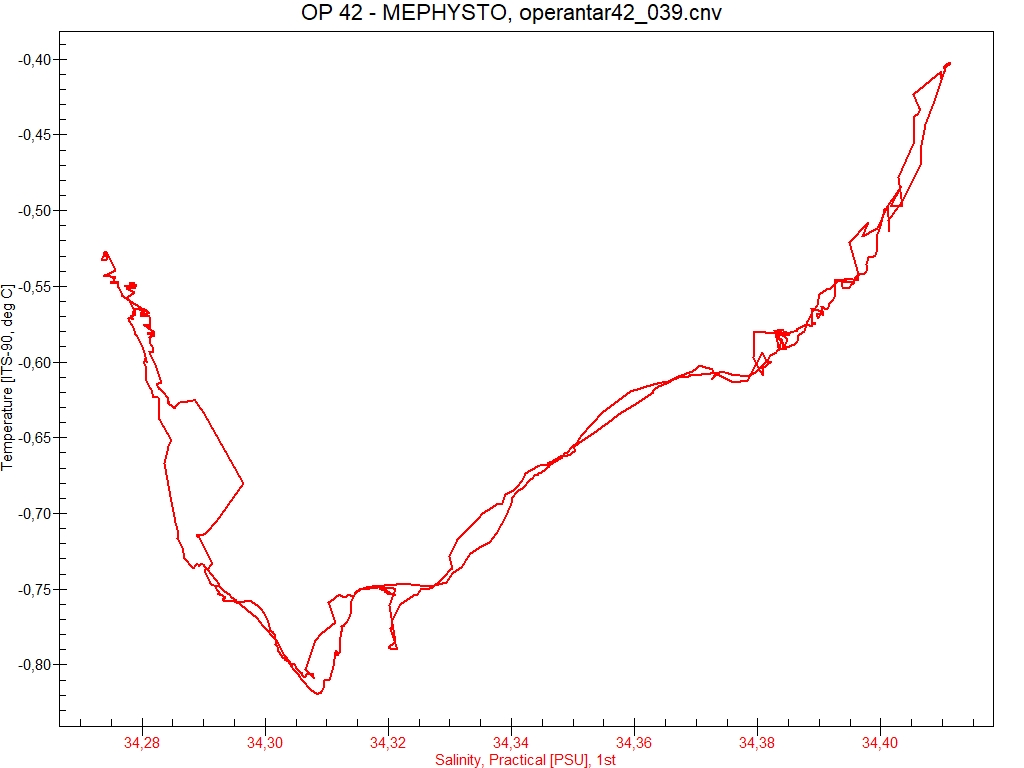 OP 42 - MEPHYSTO, operantar42_039.cnv
-0,40
-0,45
-0,50
-0,55
-0,60
-0,65
-0,70
-0,75
-0,80
Temperature [ITS-90, deg C]
34,28 34,30 34,32 34,34 34,36 34,38 34,40
Salinity, Practical [PSU], 1st